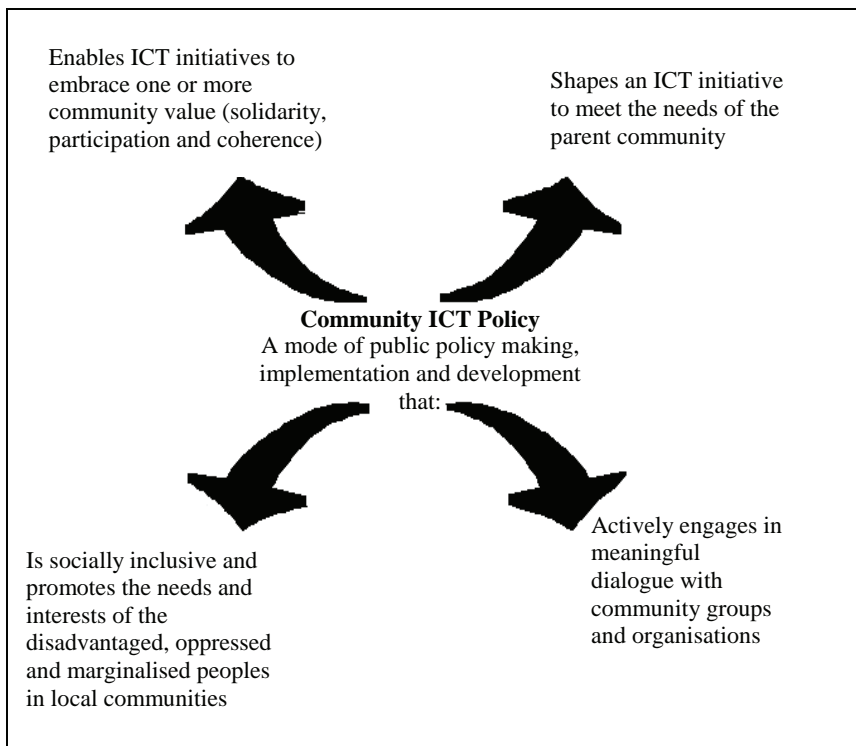 Enables ICT initiatives to
embrace one or more
community value (solidarity,
participation and coherence)
Shapes an ICT initiative
to meet the needs of the
parent community
Community ICT Policy
A mode of public policy making,
implementation and development
that:
Is socially inclusive and
promotes the needs and
interests of the
disadvantaged, oppressed
and marginalised peoples
in local communities
Actively engages in
meaningful
dialogue with
community groups
and organisations